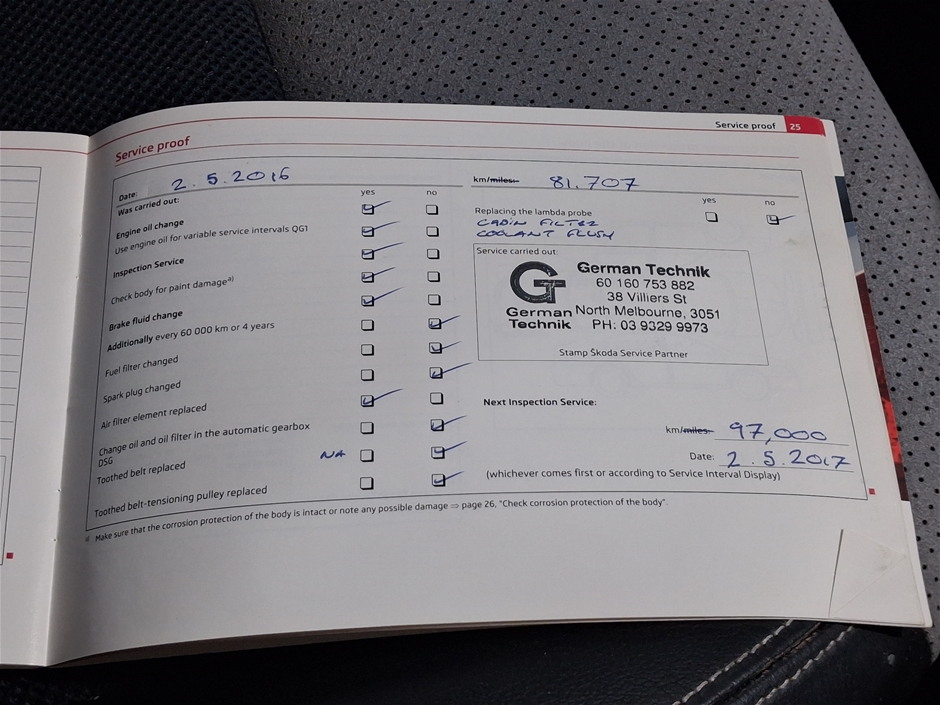 Service proof 25
Service proof
Date: 2.5.2016
km/miles: 81,707
Was carried out: yes no
yes no
Engine oil change
Use engine oil for variable service intervals QG1
Inspection Service
Check body for paint damage a)
Brake fluid change
Additionally every 60 000 km or 4 years
Fuel filter changed
Spark plug changed
Air filter element replaced
Change oil and oil filter in the automatic gearbox
DSG
Toothed belt replaced NA
Toothed belt-tensioning pulley replaced
Replacing the lambda probe
CABIN FILTER
COOLANT FLUSH
Service carried out:
GT
German Technik
German Technik
60 160 753 882
38 Villiers St
North Melbourne, 3051
PH: 03 9329 9973
Stamp Škoda Service Partner
Next Inspection Service:
km/miles: 97,000
Date: 2.5.2017
(whichever comes first or according to Service Interval Display)
a) Make sure that the corrosion protection of the body is intact or note any possible damage ⇒ page 26, "Check corrosion protection of the body".